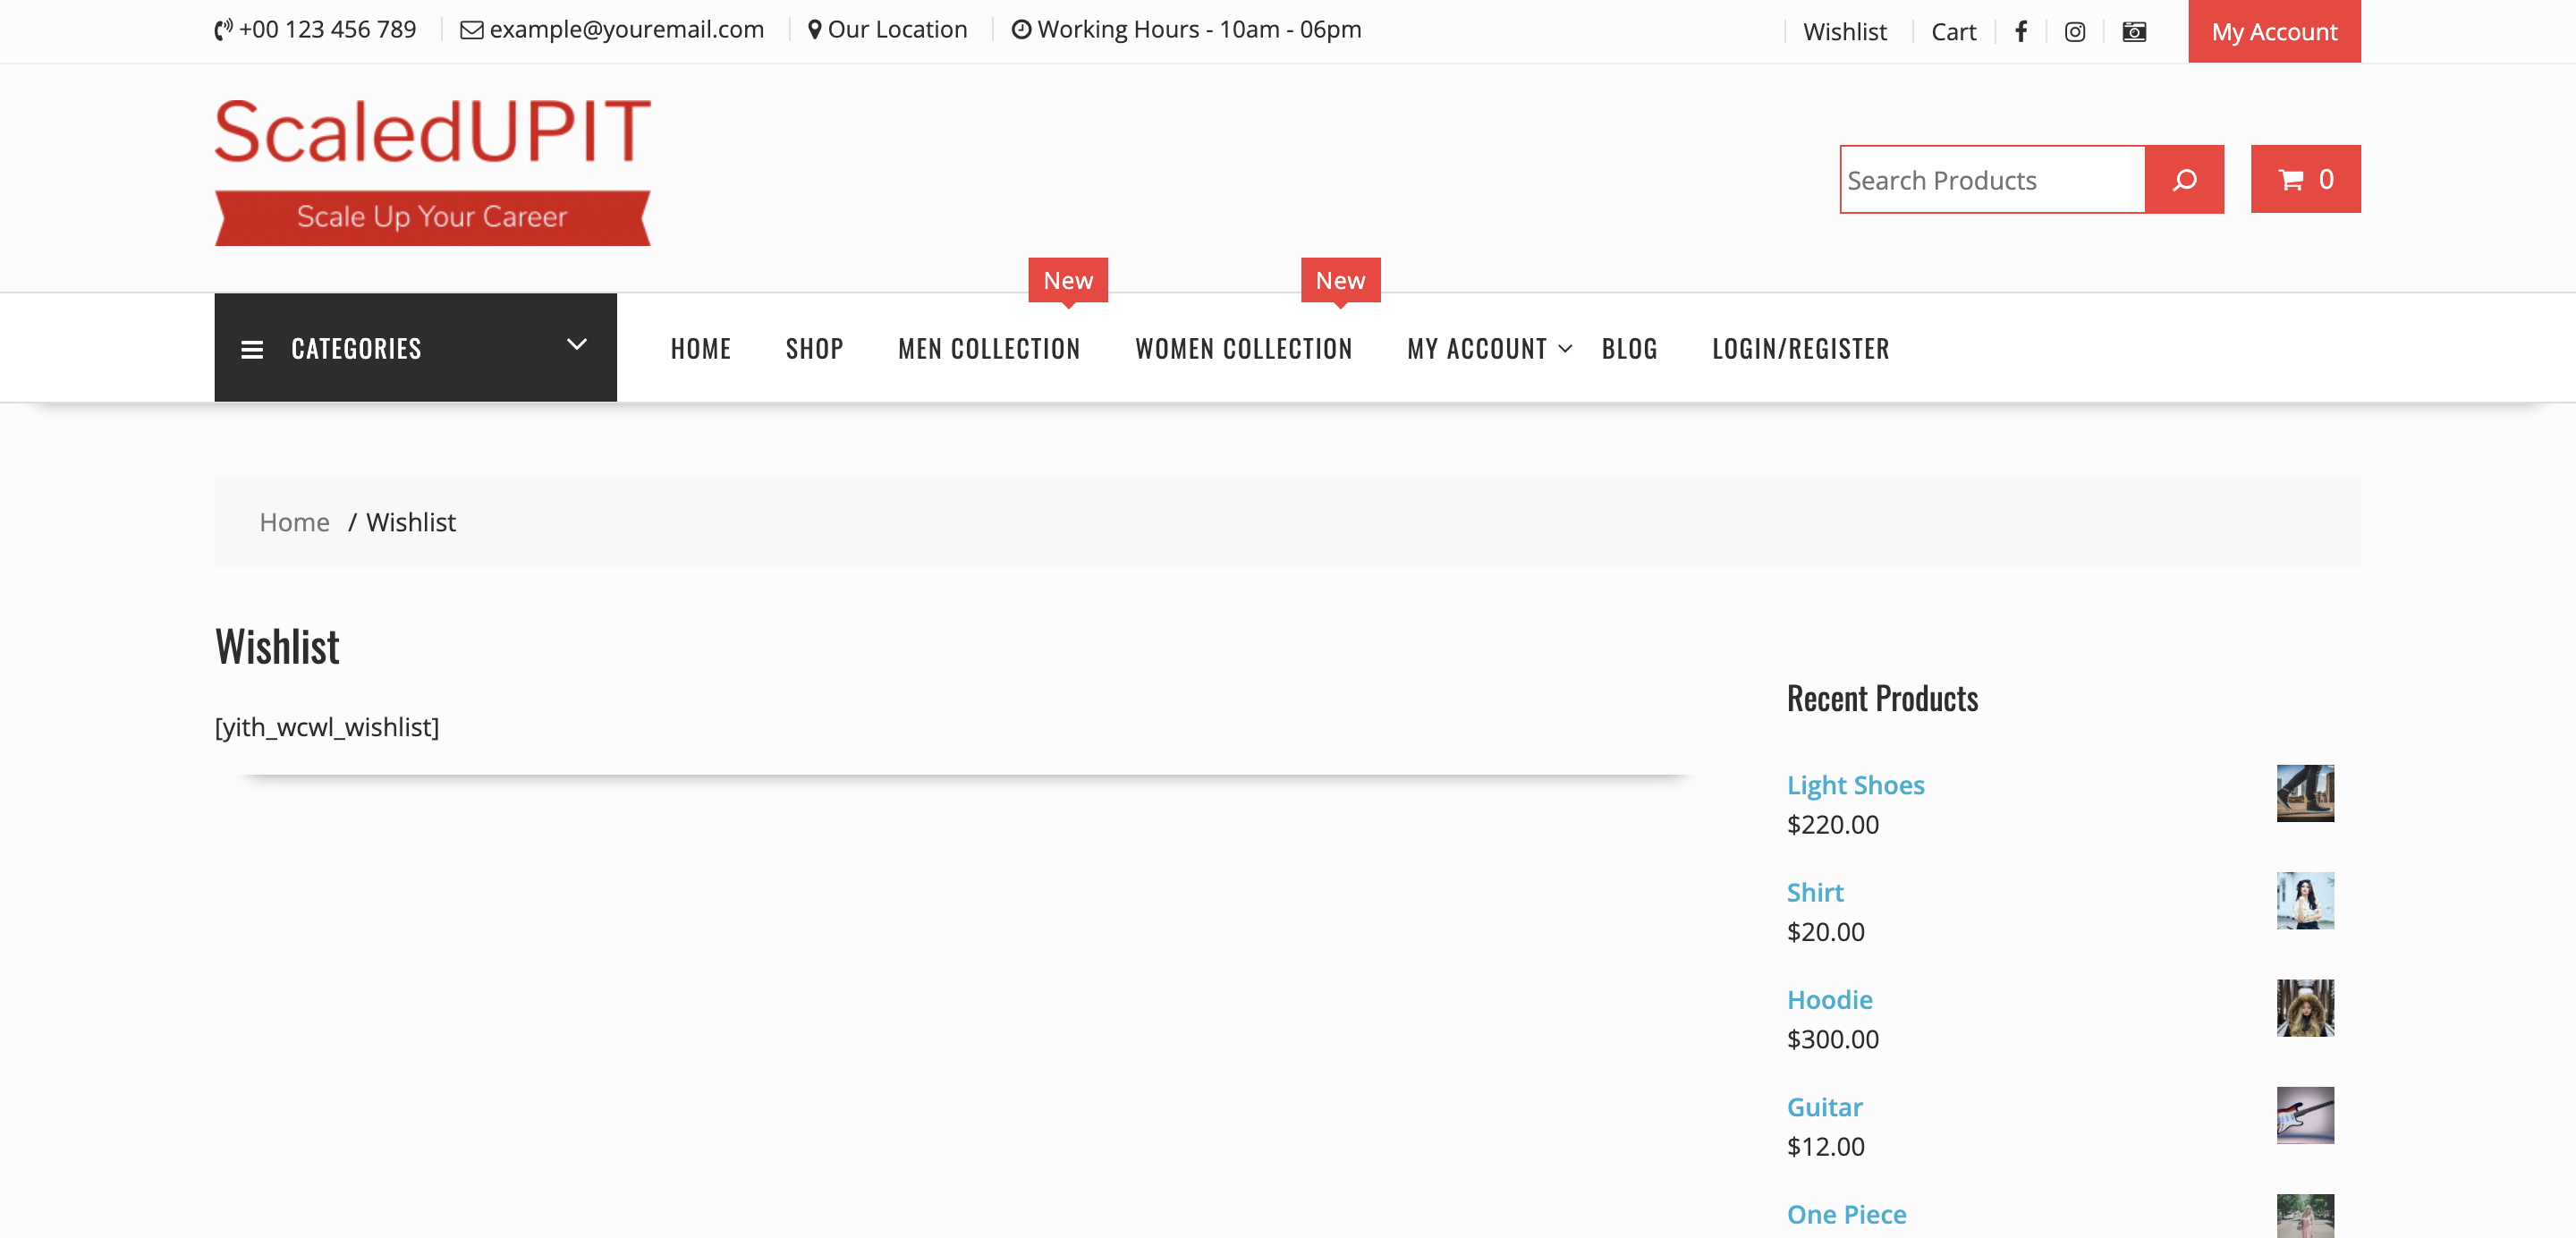 +00 123 456 789 example@youremail.com Our Location Working Hours - 10am - 06pm Wishlist Cart My Account
ScaledUPIT
Scale Up Your Career
Search Products 0
New New
CATEGORIES HOME SHOP MEN COLLECTION WOMEN COLLECTION MY ACCOUNT BLOG LOGIN/REGISTER
Home / Wishlist
Wishlist
[yith_wcwl_wishlist]
Recent Products
Light Shoes
$220.00
Shirt
$20.00
Hoodie
$300.00
Guitar
$12.00
One Piece